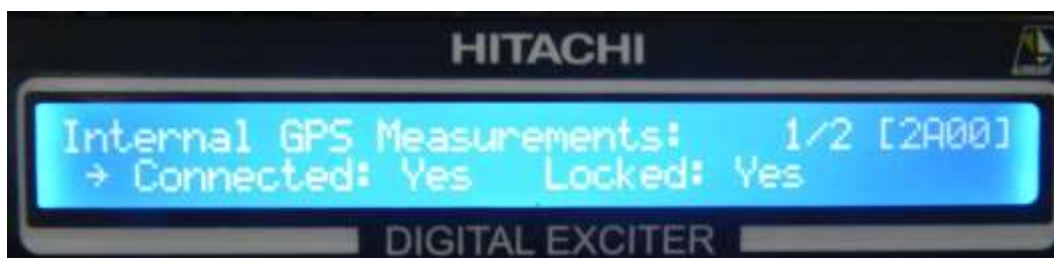 HITACHI
Internal GPS Measurements: 1/2 [2A00]
→ Connected: Yes Locked: Yes
DIGITAL EXCITER